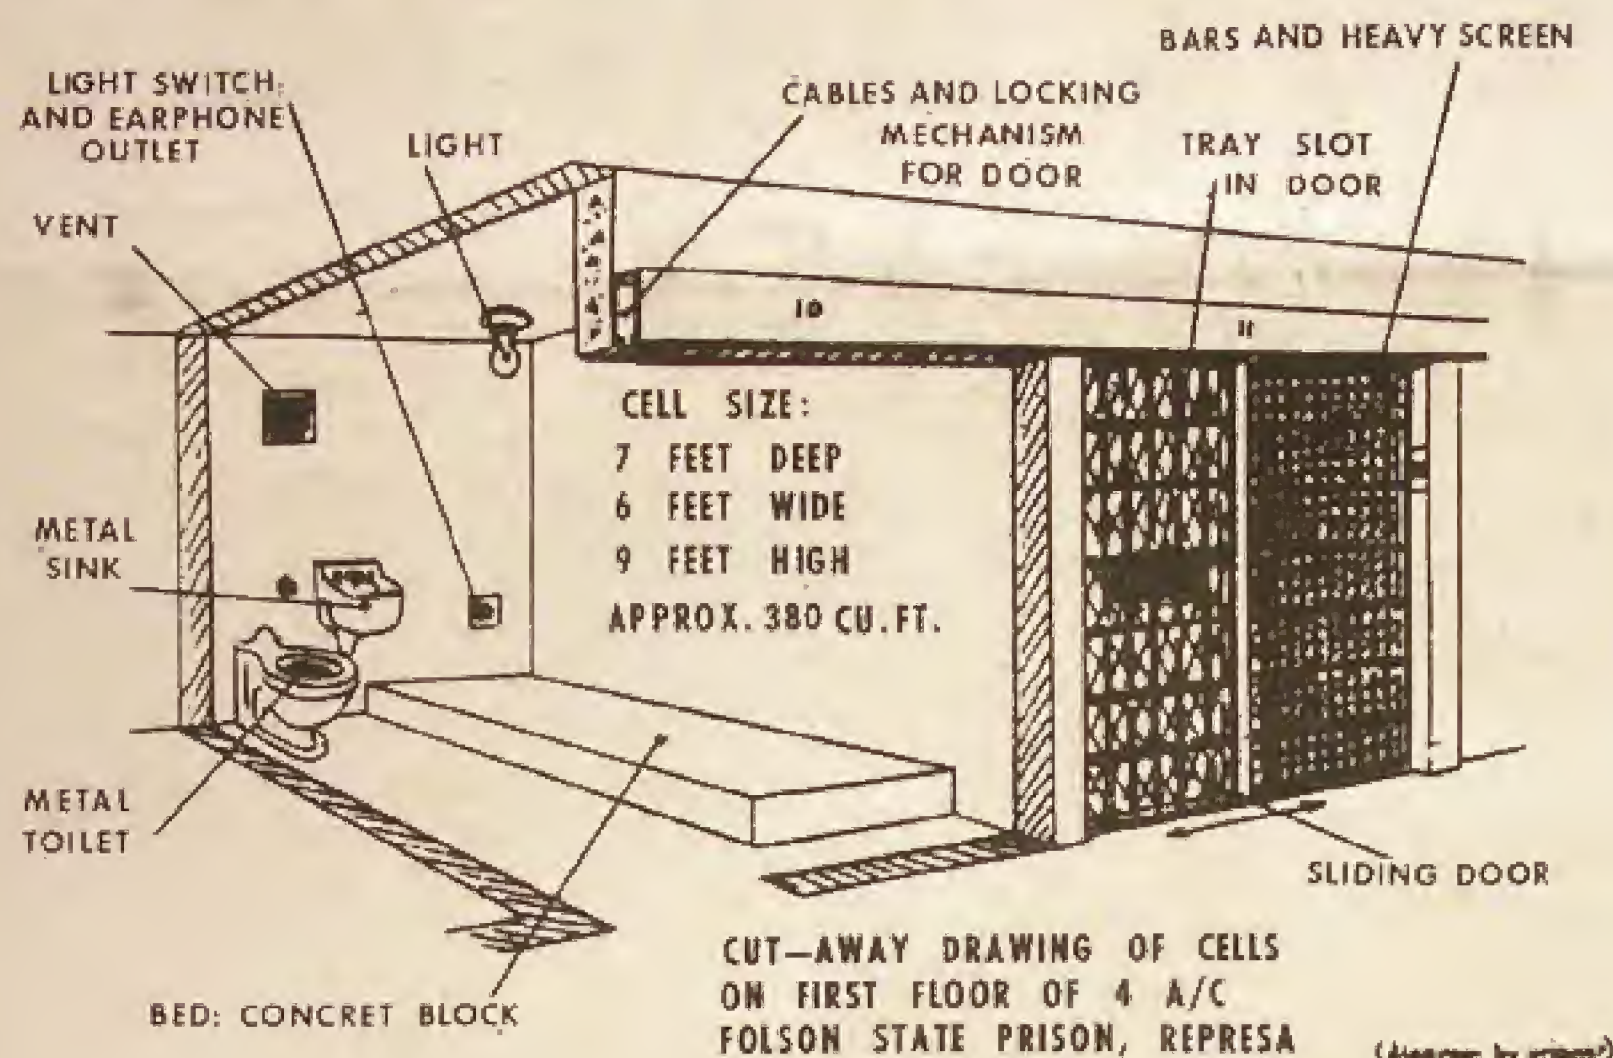 BARS AND HEAVY SCREEN
LIGHT SWITCH
AND EARPHONE
OUTLET
LIGHT
CABLES AND LOCKING
MECHANISM
FOR DOOR
TRAY SLOT
IN DOOR
VENT
10
11
CELL SIZE:
7 FEET DEEP
6 FEET WIDE
9 FEET HIGH
APPROX. 380 CU. FT.
METAL
SINK
METAL
TOILET
SLIDING DOOR
BED: CONCRET BLOCK
CUT—AWAY DRAWING OF CELLS
ON FIRST FLOOR OF 4 A/C
FOLSON STATE PRISON, REPRESA